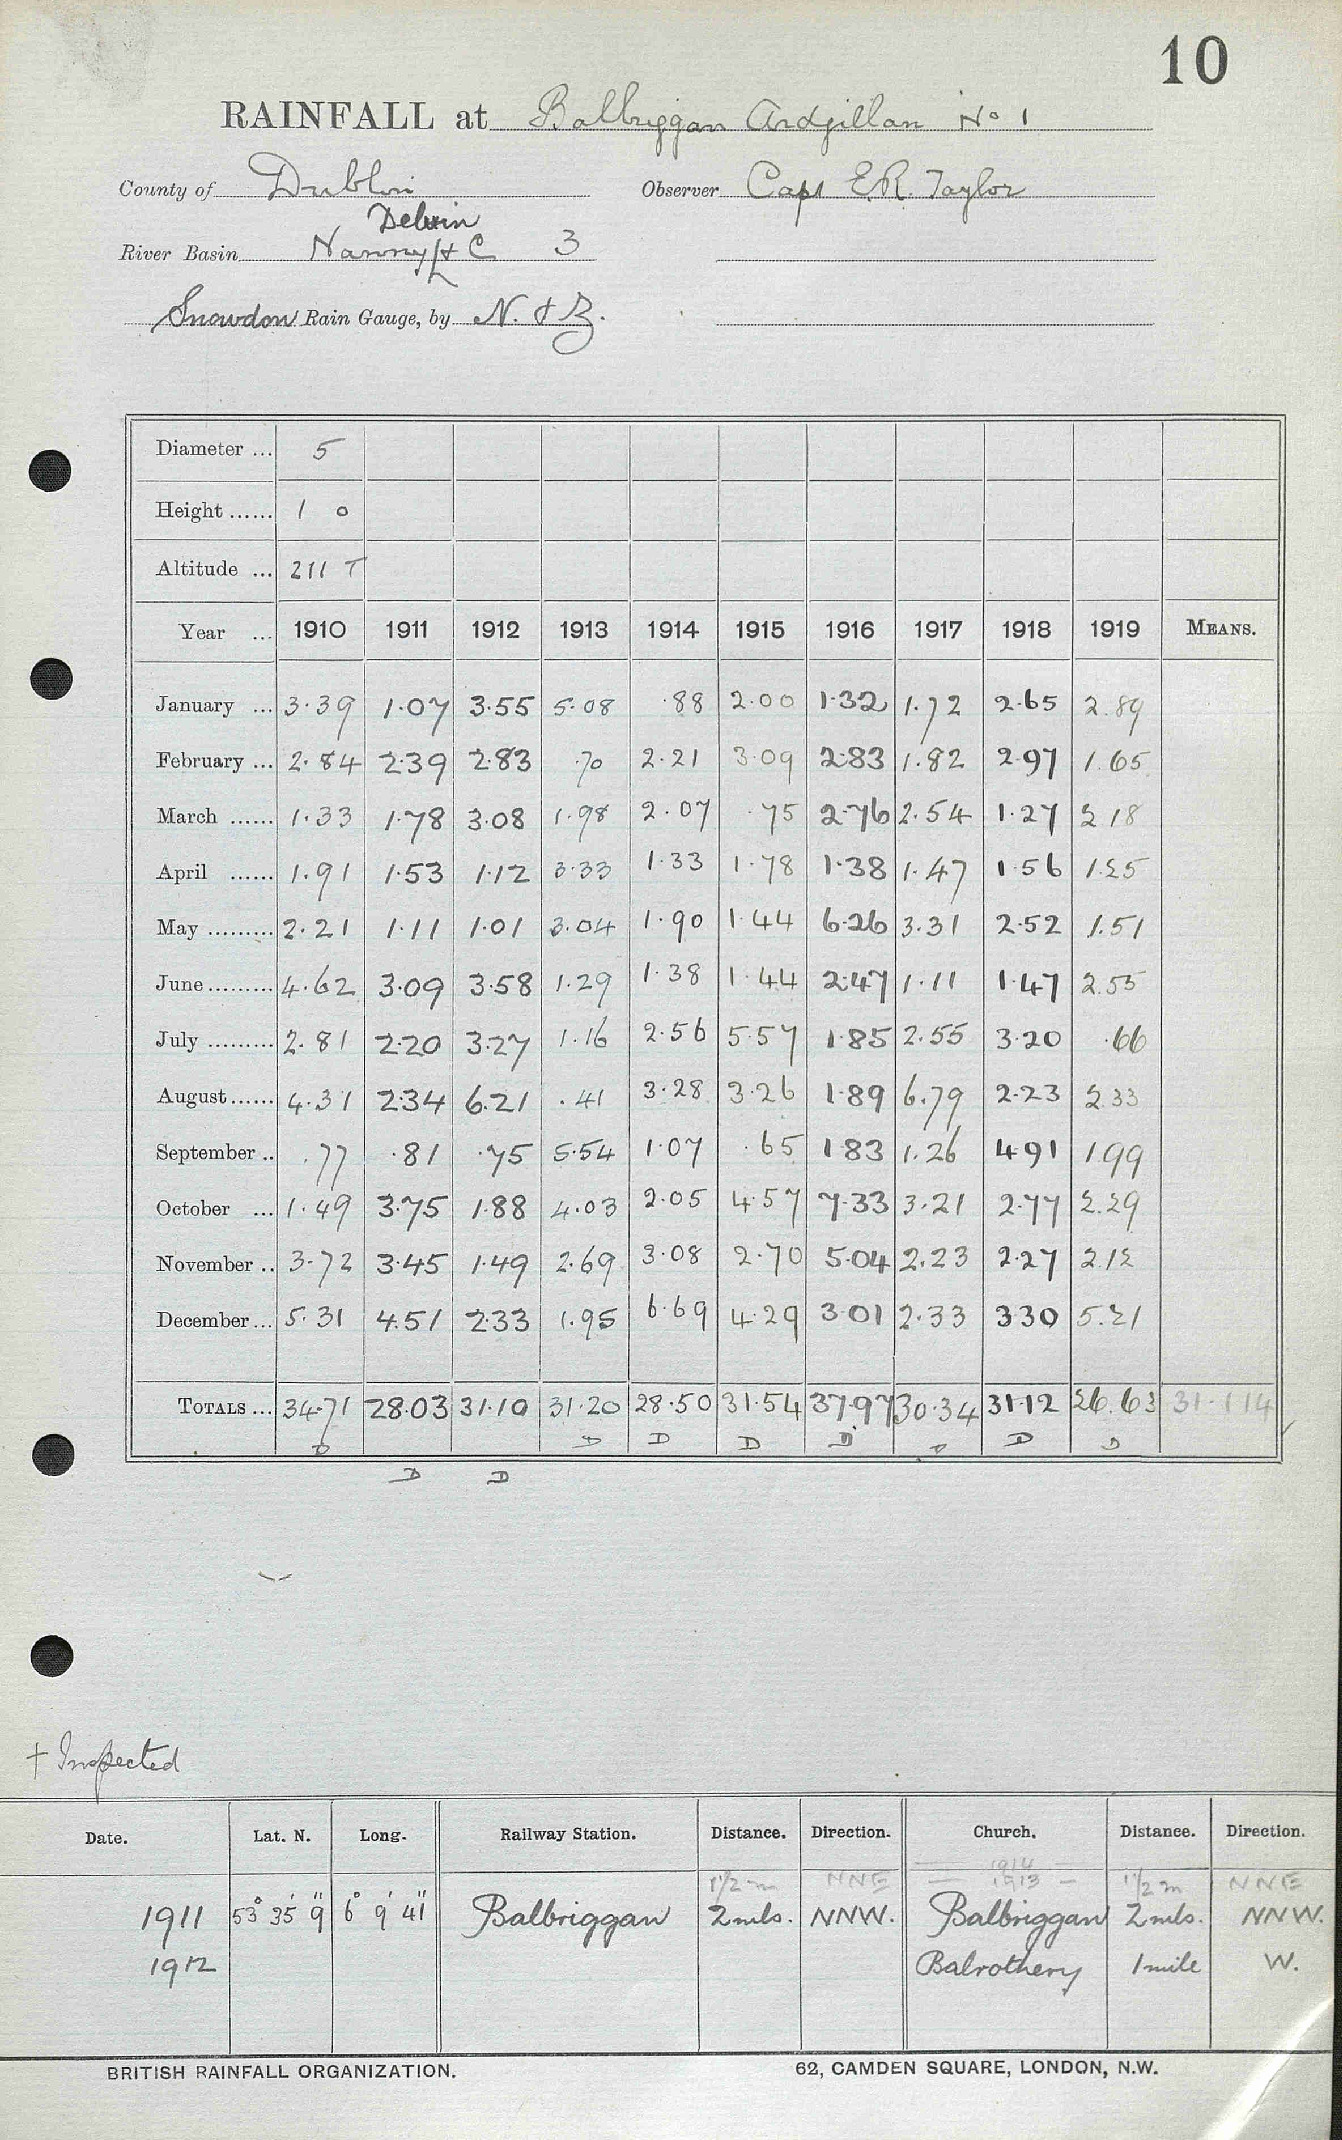 10
RAINFALL at Balbriggan Ardgillan No 1
County of Dublin Observer Capt E.R. Taylor
Delvin
River Basin Nanny & C 3
Snowdon Rain Gauge, by N. & Z.
Diameter ... 5
Height ...... 1 0
Altitude ... 211 T
Year ... 1910 1911 1912 1913 1914 1915 1916 1917 1918 1919 MEANS.
January ... 3.39 1.07 3.55 5.08 .88 2.00 1.32 1.72 2.65 2.89
February ... 2.84 2.39 2.83 .70 2.21 3.09 2.83 1.82 2.97 1.65
March ...... 1.33 1.78 3.08 1.98 2.07 .75 2.76 2.54 1.27 2.18
April ...... 1.91 1.53 1.12 3.33 1.33 1.78 1.38 1.47 1.56 1.25
May ......... 2.21 1.11 1.01 3.04 1.90 1.44 6.26 3.31 2.52 1.51
June ......... 4.62 3.09 3.58 1.29 1.38 1.44 2.47 1.11 1.47 2.55
July ......... 2.81 2.20 3.27 1.16 2.56 5.57 1.85 2.55 3.20 .66
August ...... 4.31 2.34 6.21 .41 3.28 3.26 1.89 6.79 2.23 2.33
September .. .77 .81 .75 5.54 1.07 .65 1.83 1.26 4.91 1.99
October ... 1.49 3.75 1.88 4.03 2.05 4.57 7.33 3.21 2.77 2.29
November .. 3.72 3.45 1.49 2.69 3.08 2.70 5.04 2.23 2.27 2.12
December ... 5.31 4.51 2.33 1.95 6.69 4.29 3.01 2.33 3.30 5.21
TOTALS ... 34.71 28.03 31.10 31.20 28.50 31.54 37.97 30.34 31.12 26.63 31.114
D D D D D D D D
D D
† Inspected
Date. Lat. N. Long. Railway Station. Distance. Direction. Church. Distance. Direction.
— 1914 —
1½ m NNE — 1913 — 1½ m NNE
1911 53° 35' 9" 6° 9' 41" Balbriggan 2 mls. NNW. Balbriggan 2 mls. NNW.
1912 Balrothery 1 mile W.
BRITISH RAINFALL ORGANIZATION. 62, CAMDEN SQUARE, LONDON, N.W.